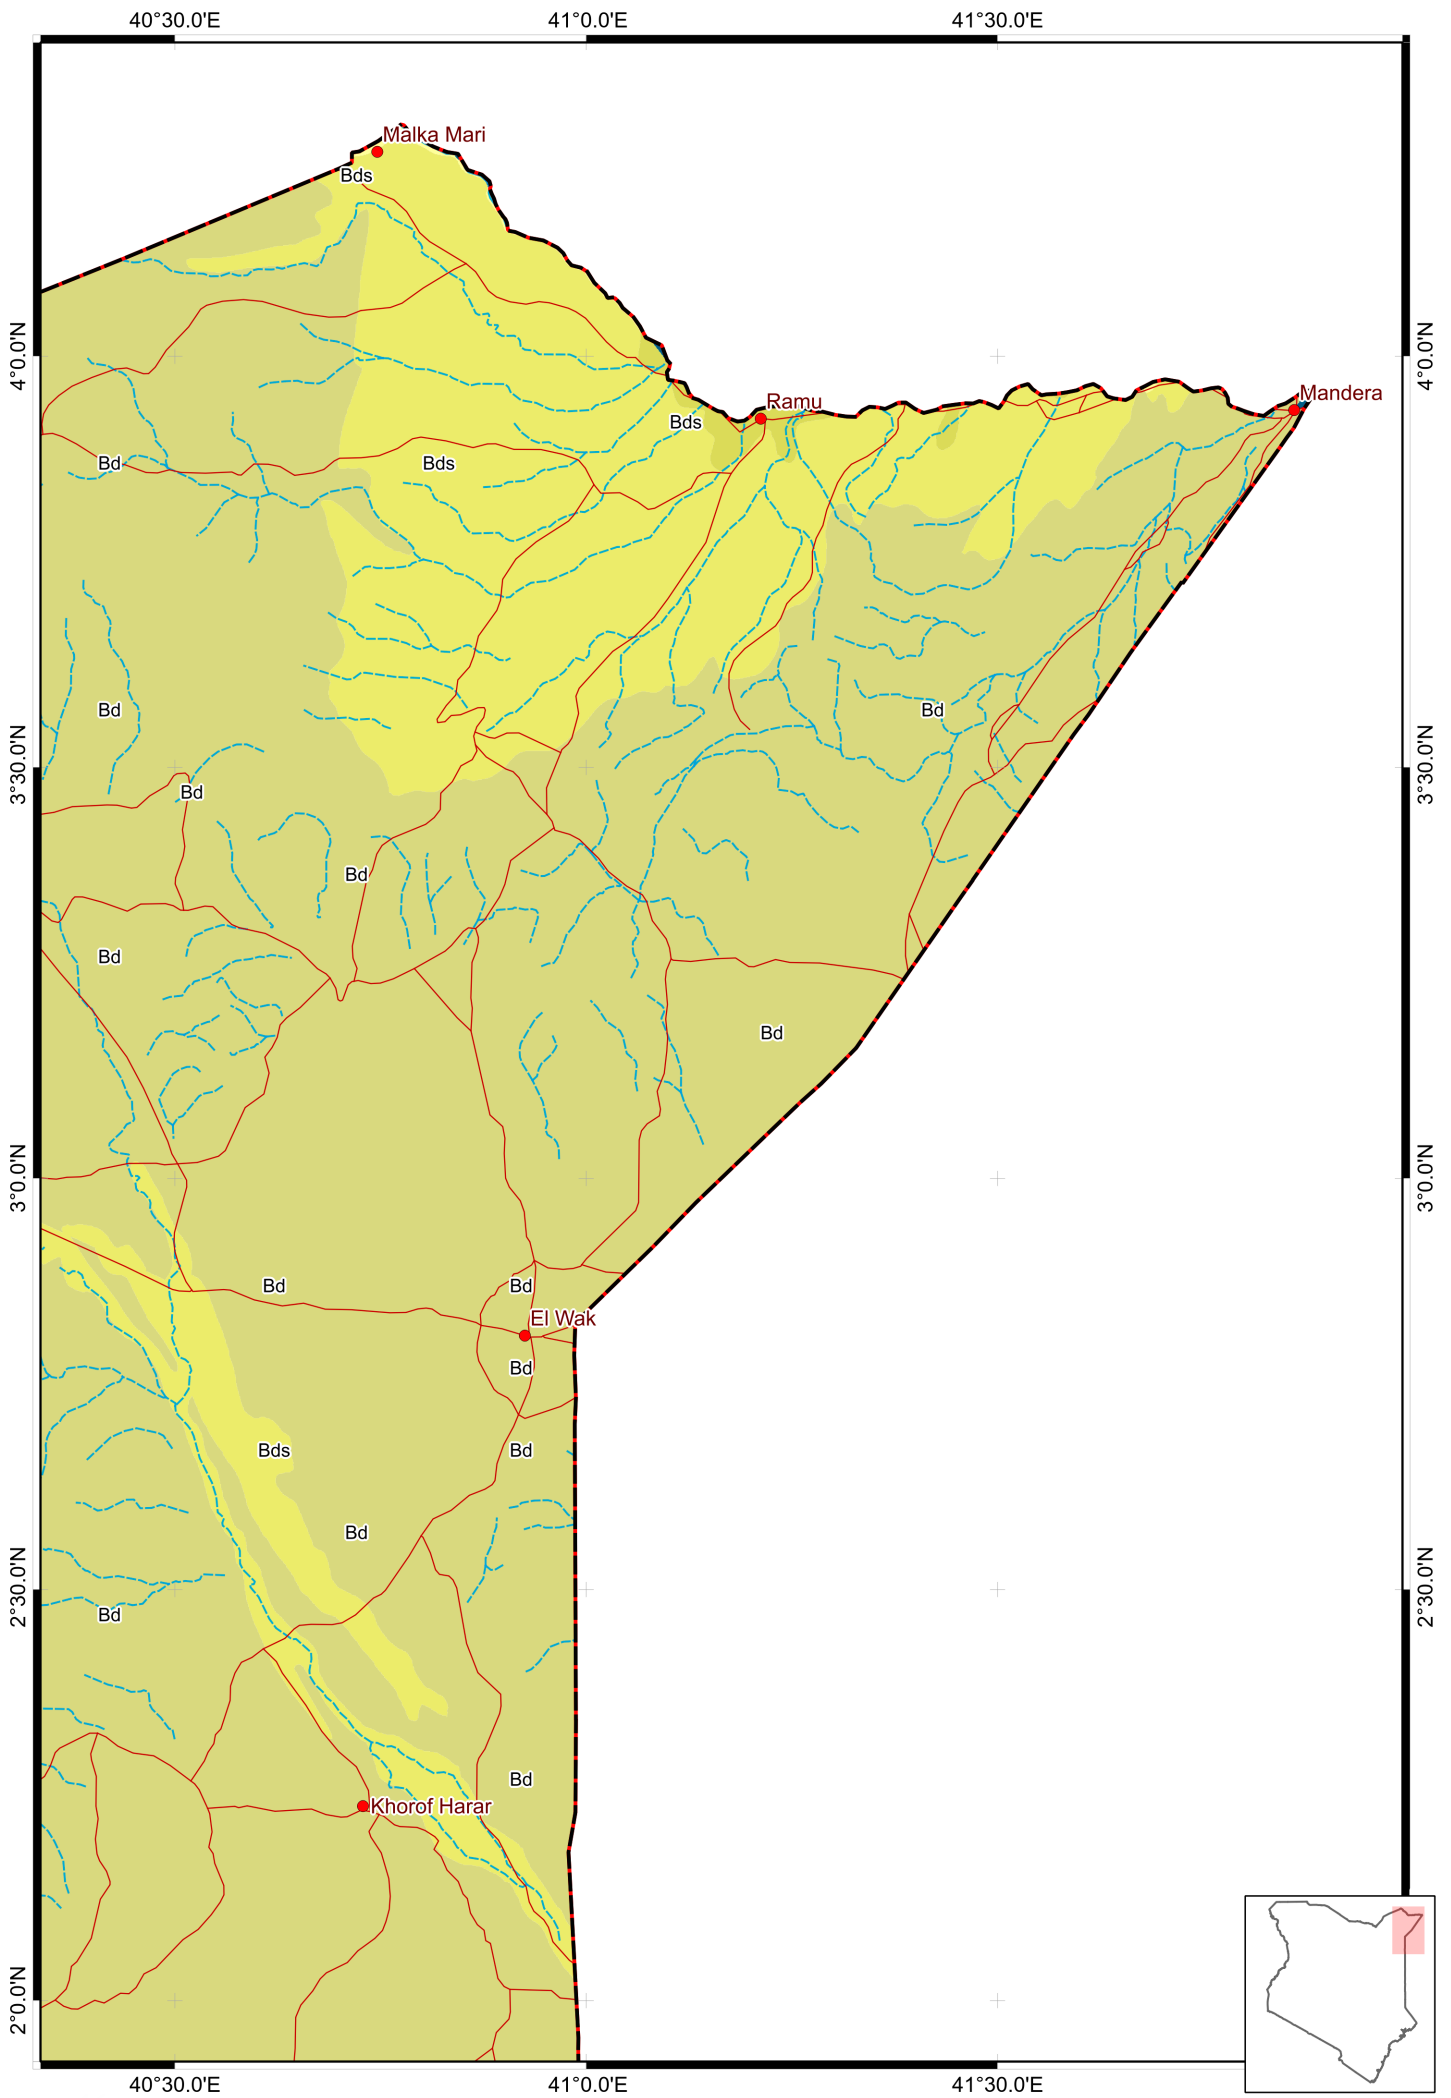 40°30.0'E 41°0.0'E 41°30.0'E
Malka Mari
Bds
4°0.0'N 4°0.0'N
Mandera
Ramu
Bds
Bd Bds
Bd Bd
3°30.0'N 3°30.0'N
Bd
Bd
Bd
Bd
3°0.0'N 3°0.0'N
Bd Bd
El Wak
Bd
Bds Bd
Bd
2°30.0'N 2°30.0'N
Bd
Bd
Khorof Harar
2°0.0'N
40°30.0'E 41°0.0'E 41°30.0'E